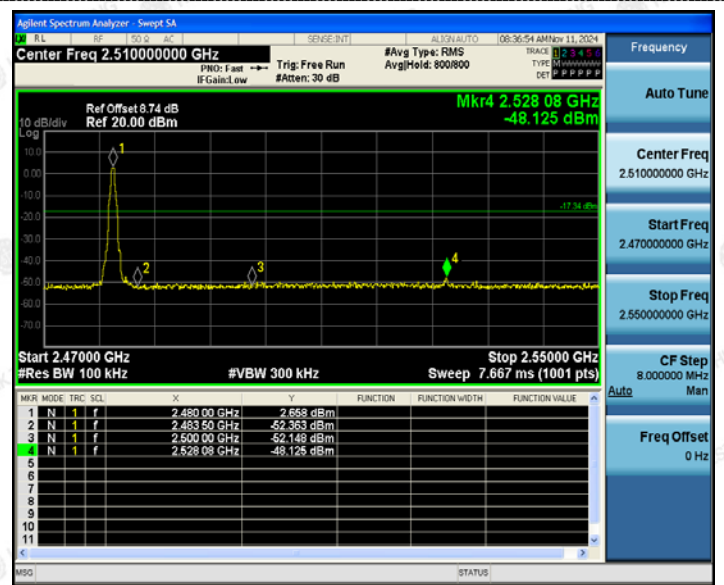 Agilent Spectrum Analyzer - Swept SA
RL RF 50 Ω AC SENSE:INT ALIGN AUTO 08:36:54 AM Nov 11, 2024
Center Freq 2.510000000 GHz
PNO: Fast Trig: Free Run
IFGain:Low #Atten: 30 dB
#Avg Type: RMS
Avg|Hold: 800/800
TRACE 1 2 3 4 5 6
TYPE M W W W W W
DET P P P P P P
Frequency
Auto Tune
Center Freq
2.510000000 GHz
Start Freq
2.470000000 GHz
Stop Freq
2.550000000 GHz
CF Step
8.000000 MHz
Auto Man
Freq Offset
0 Hz
Mkr4 2.528 08 GHz
-48.125 dBm
Ref Offset 8.74 dB
10 dB/div Ref 20.00 dBm
Log
10.0
0.00
-10.0
-20.0
-30.0
-40.0
-50.0
-60.0
-70.0
1
2
3
4
-17.34 dBm
Start 2.47000 GHz Stop 2.55000 GHz
#Res BW 100 kHz #VBW 300 kHz Sweep 7.667 ms (1001 pts)
MKR MODE TRC SCL X Y FUNCTION FUNCTION WIDTH FUNCTION VALUE
1 N 1 f 2.480 00 GHz 2.658 dBm
2 N 1 f 2.483 50 GHz -52.363 dBm
3 N 1 f 2.500 00 GHz -52.148 dBm
4 N 1 f 2.528 08 GHz -48.125 dBm
5
6
7
8
9
10
11
MSG STATUS